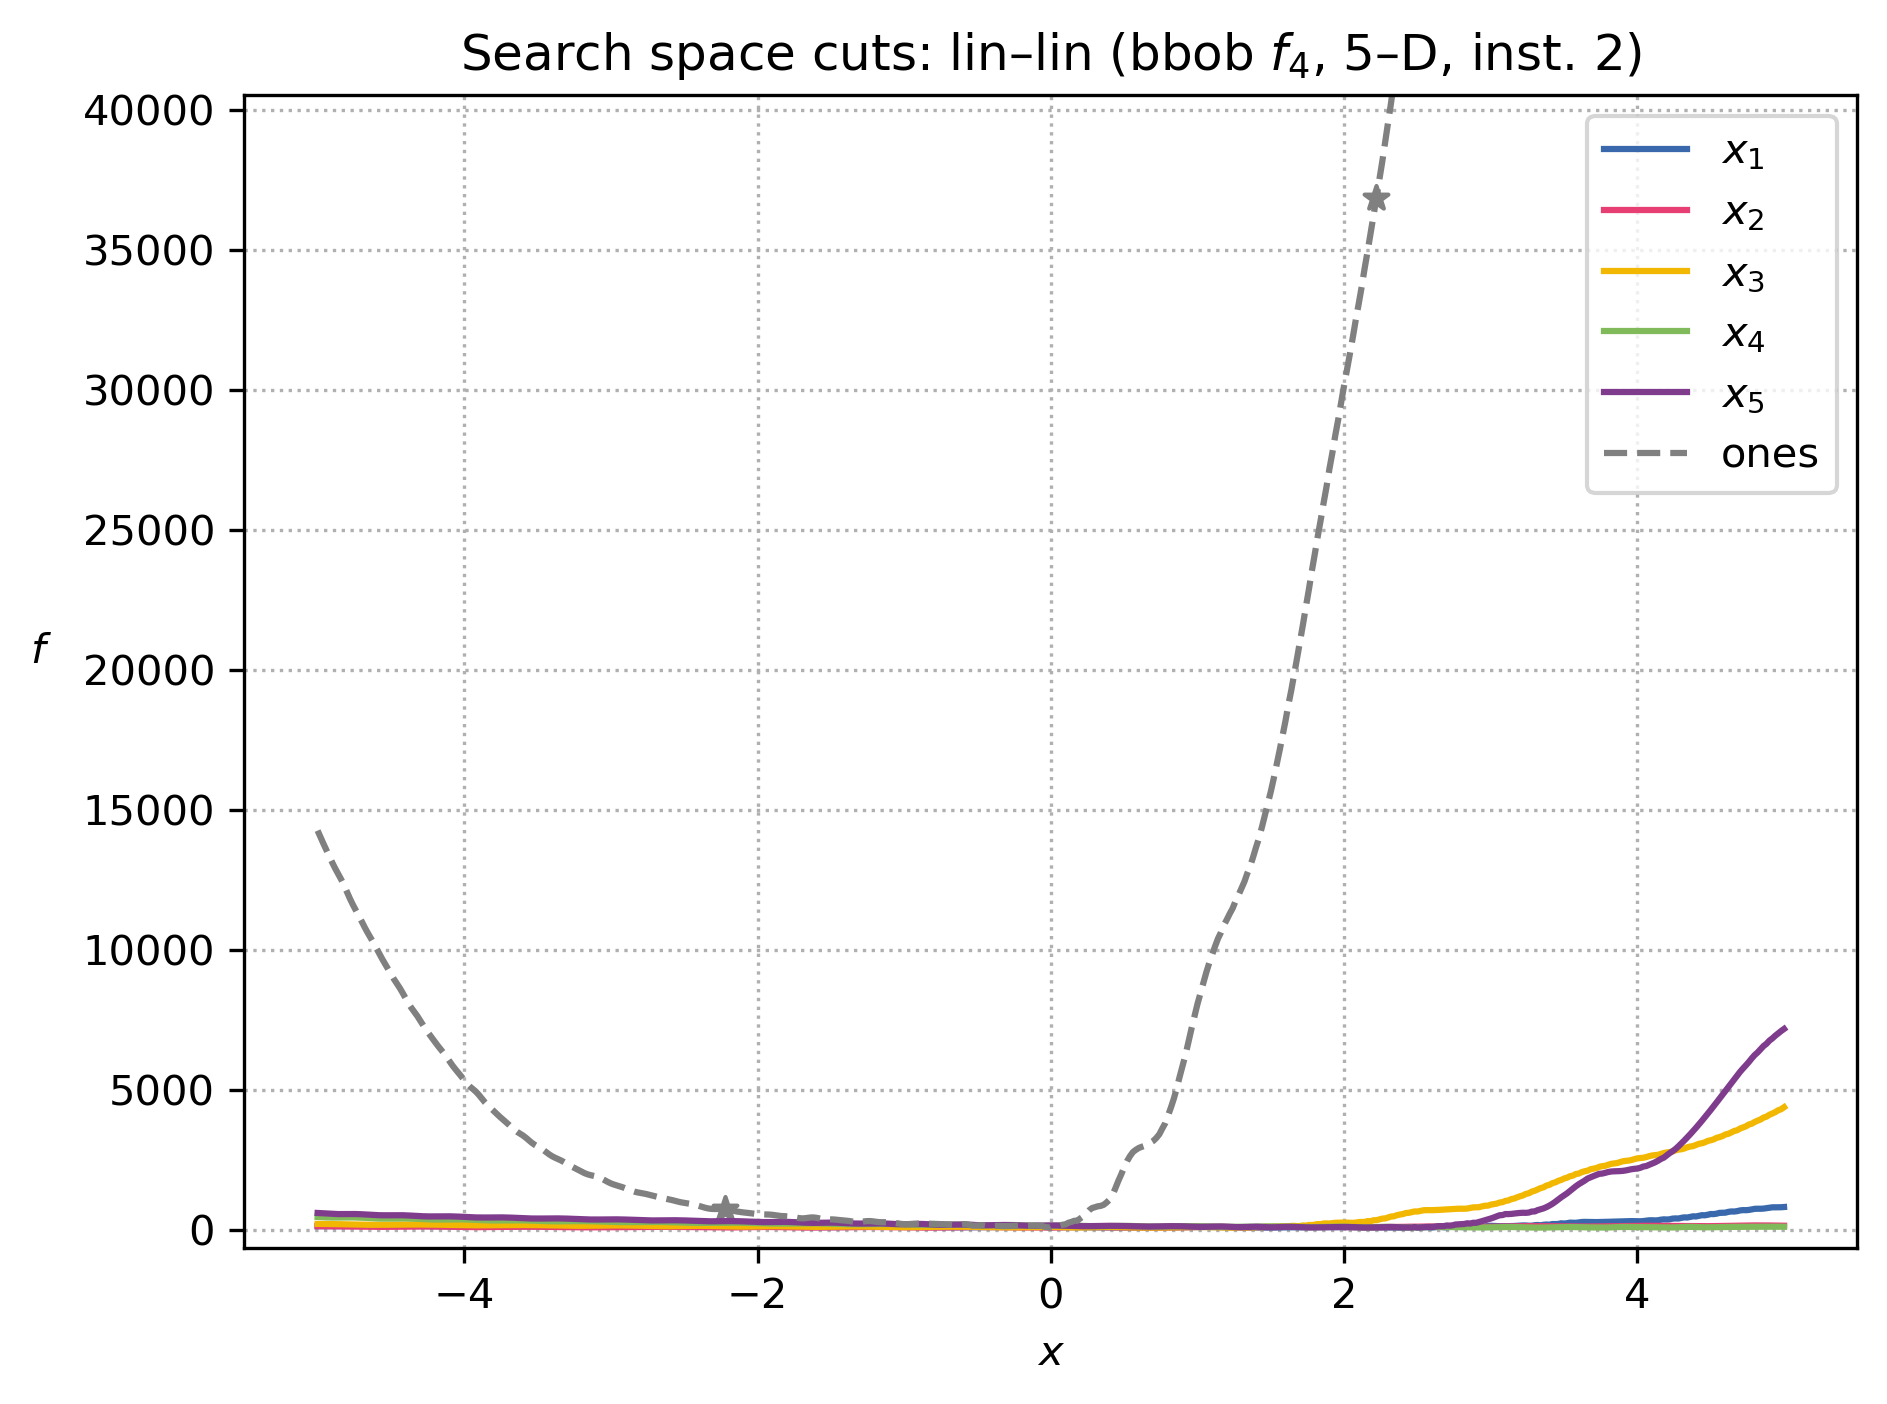 Search space cuts: lin–lin (bbob f₄, 5–D, inst. 2)
40000
35000
30000
25000
20000
15000
10000
5000
0
f
−4
−2
0
2
4
x
x₁
x₂
x₃
x₄
x₅
ones